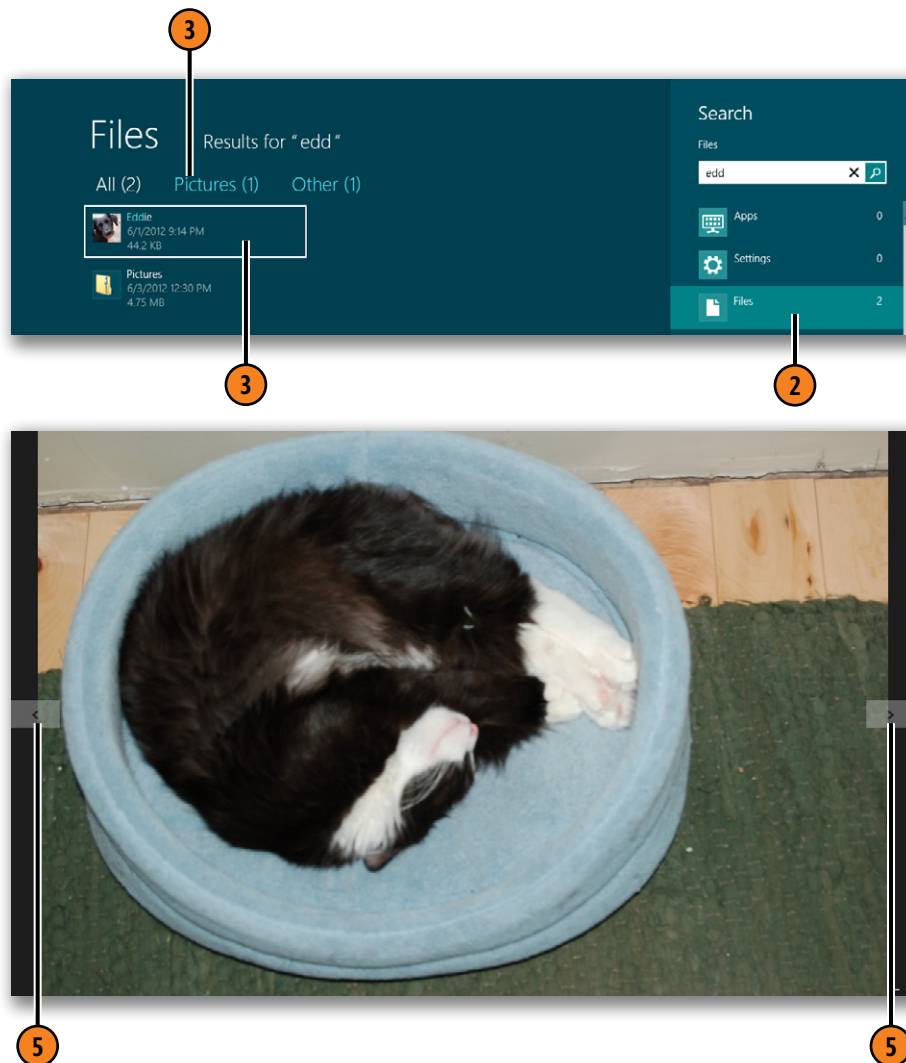 3
Files
Results for "edd"
All (2)
Pictures (1)
Other (1)
Eddie
6/1/2012 9:14 PM
44.2 KB
Pictures
6/3/2012 12:30 PM
4.75 MB
Search
Files
edd
Apps 0
Settings 0
Files 2
3
2
5
5